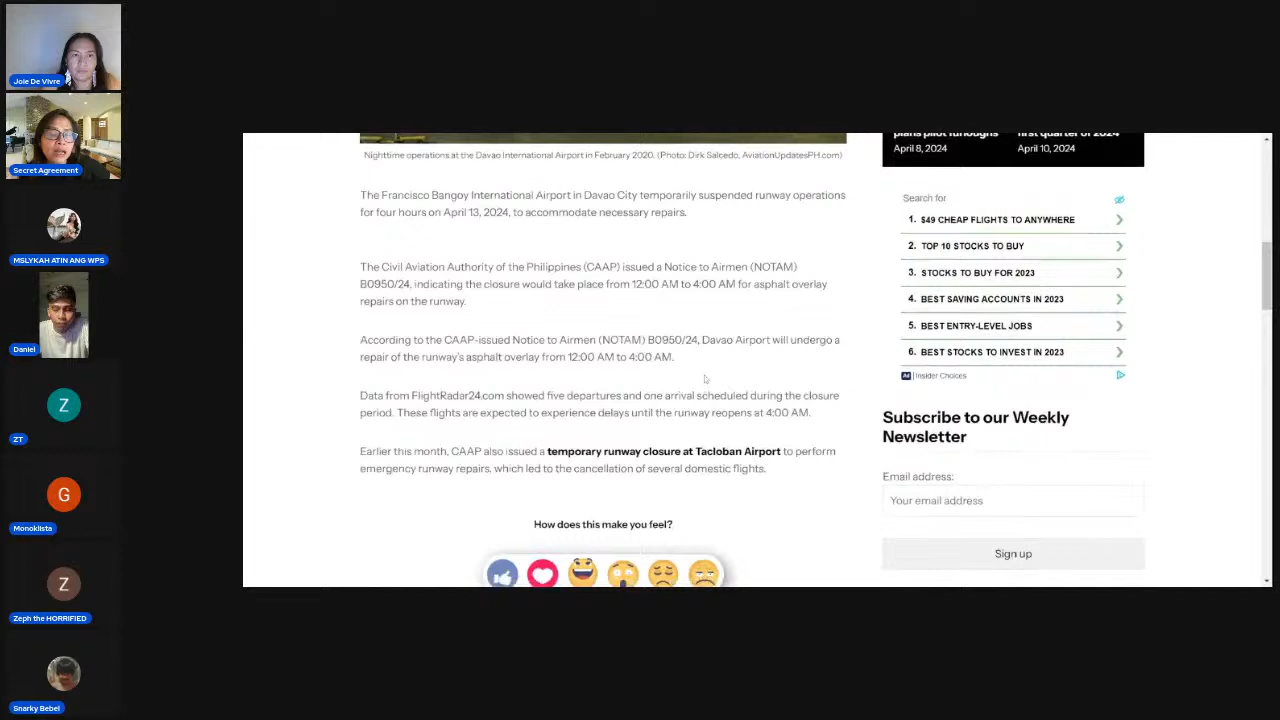 Joie De Vivre
Secret Agreement
MSLYKAH ATIN ANG WPS
Daniel
Z
ZT
G
Monoklista
Z
Zeph the HORRIFIED
Snarky Bebei
Nighttime operations at the Davao International Airport in February 2020. (Photo: Dirk Salcedo, AviationUpdatesPH.com)
The Francisco Bangoy International Airport in Davao City temporarily suspended runway operations
for four hours on April 13, 2024, to accommodate necessary repairs.
The Civil Aviation Authority of the Philippines (CAAP) issued a Notice to Airmen (NOTAM)
B0950/24, indicating the closure would take place from 12:00 AM to 4:00 AM for asphalt overlay
repairs on the runway.
According to the CAAP-issued Notice to Airmen (NOTAM) B0950/24, Davao Airport will undergo a
repair of the runway's asphalt overlay from 12:00 AM to 4:00 AM.
Data from FlightRadar24.com showed five departures and one arrival scheduled during the closure
period. These flights are expected to experience delays until the runway reopens at 4:00 AM.
Earlier this month, CAAP also issued a temporary runway closure at Tacloban Airport to perform
emergency runway repairs, which led to the cancellation of several domestic flights.
How does this make you feel?
plans pilot furloughs
April 8, 2024
first quarter of 2024
April 10, 2024
Search for
1. $49 CHEAP FLIGHTS TO ANYWHERE
2. TOP 10 STOCKS TO BUY
3. STOCKS TO BUY FOR 2023
4. BEST SAVING ACCOUNTS IN 2023
5. BEST ENTRY-LEVEL JOBS
6. BEST STOCKS TO INVEST IN 2023
Ad | Insider Choices
Subscribe to our Weekly
Newsletter
Email address:
Your email address
Sign up